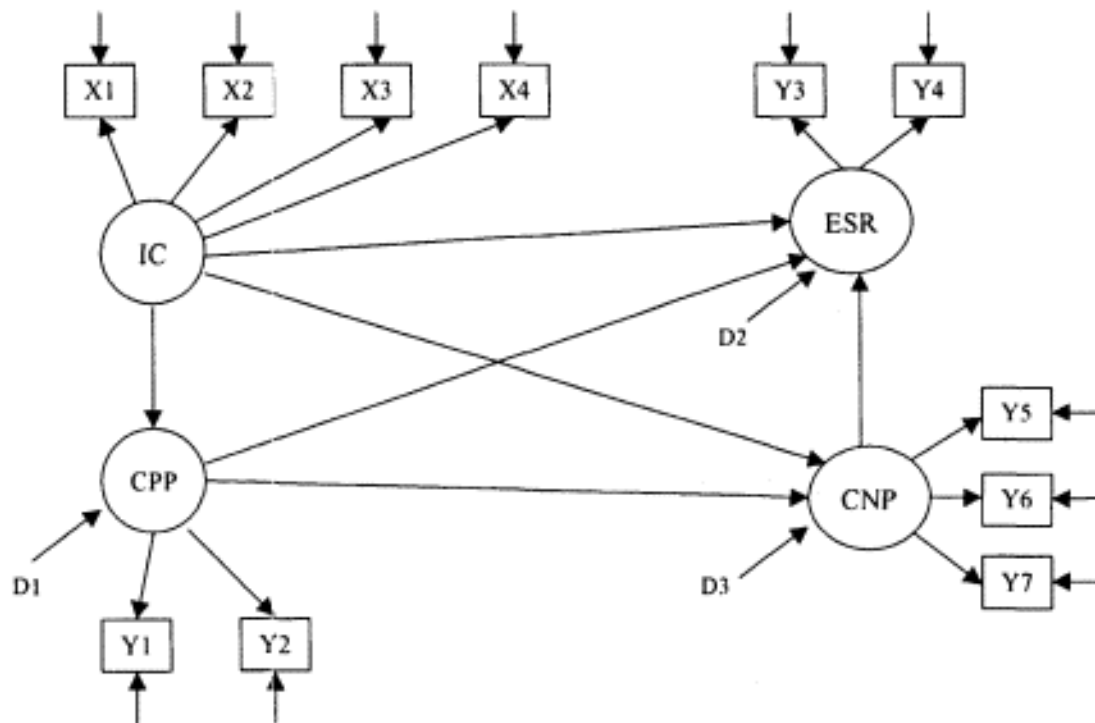 X1 X2 X3 X4 Y3 Y4
IC
ESR
D2
Y5
CPP
CNP
Y6
D1
D3
Y7
Y1 Y2